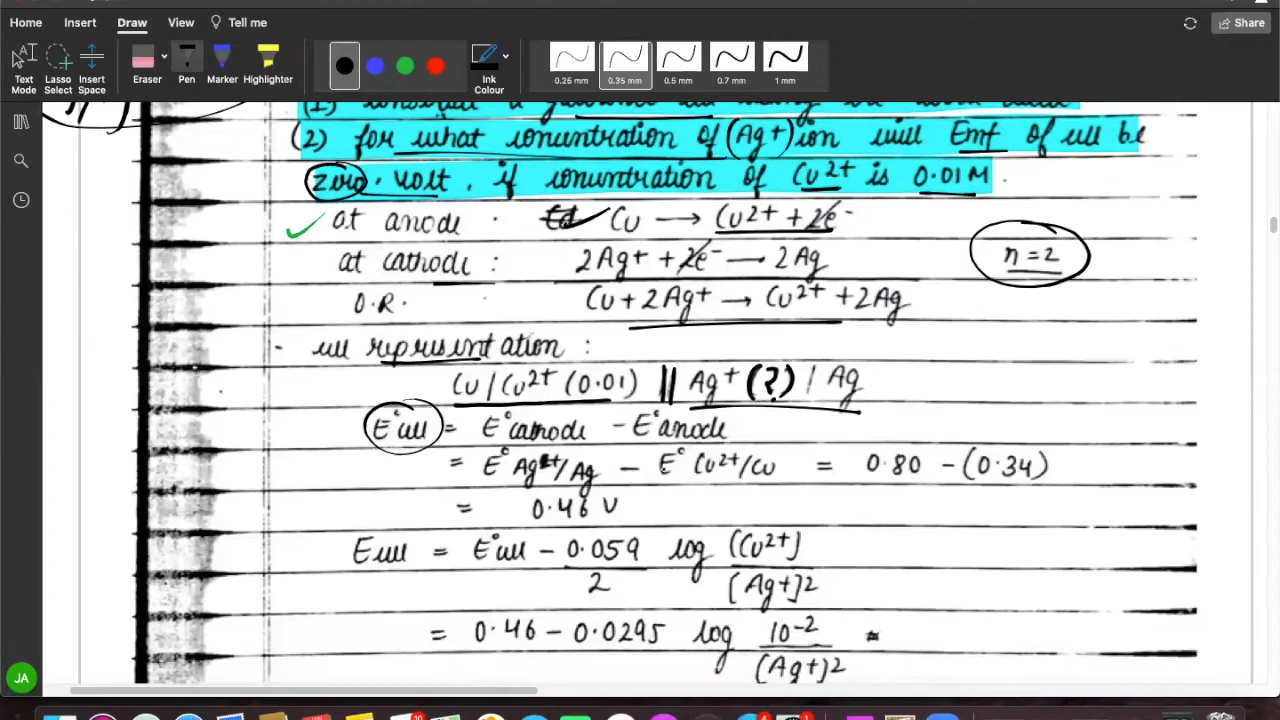 Home Insert Draw View Tell me Share
Text Mode Lasso Select Insert Space Eraser Pen Marker Highlighter Ink Colour 0.25 mm 0.35 mm 0.5 mm 0.7 mm 1 mm
(2) for what concentration of (Ag+) ion will Emf of cell be
zero volt, if concentration of Cu2+ is 0.01M.
at anode. Cu → Cu2+ + 2e-
at cathode : 2Ag+ + 2e- → 2Ag n = 2
O.R. Cu + 2Ag+ → Cu2+ + 2Ag
cell representation :
Cu / Cu2+ (0.01) || Ag+ (?) / Ag
E°cell = E°cathode - E°anode
= E° Ag+/Ag - E° Cu2+/Cu = 0.80 - (0.34)
= 0.46 V
Ecell = E°cell - 0.059/2 log (Cu2+)/[Ag+]2
= 0.46 - 0.0295 log 10-2/(Ag+)2
JA